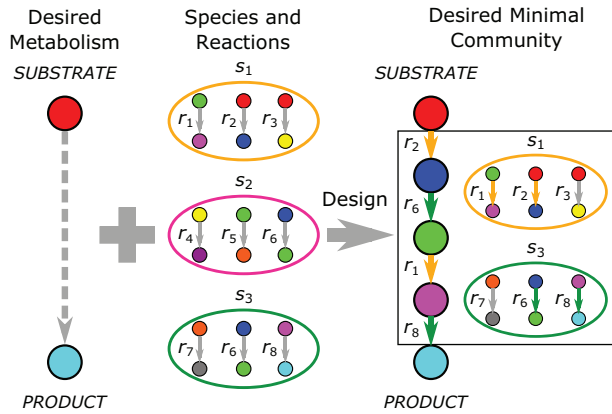 Desired
Metabolism
SUBSTRATE
PRODUCT
Species and
Reactions
s1
r1 r2 r3
s2
r4 r5 r6
s3
r7 r6 r8
Design
Desired Minimal
Community
SUBSTRATE
r2
r6
r1
r8
s1
r1 r2 r3
s3
r7 r6 r8
PRODUCT